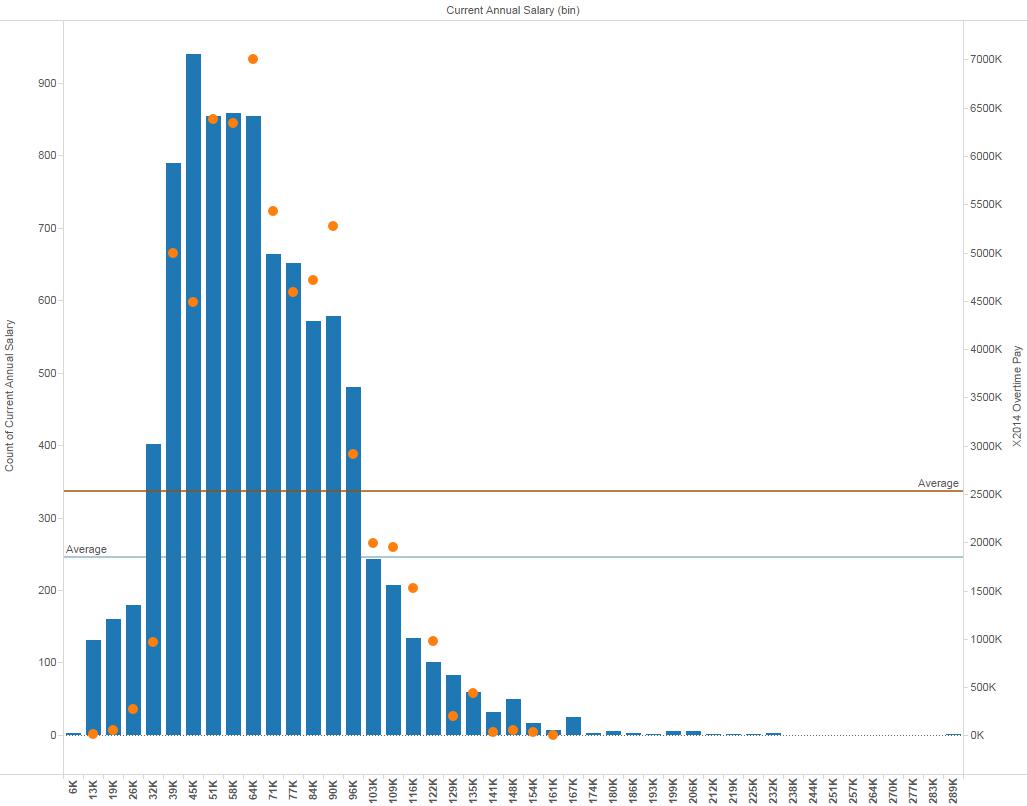 Current Annual Salary (bin)
900
800
700
600
500
400
300
200
100
0
Count of Current Annual Salary
7000K
6500K
6000K
5500K
5000K
4500K
4000K
3500K
3000K
2500K
2000K
1500K
1000K
500K
0K
X2014 Overtime Pay
Average
Average
6K 13K 19K 26K 32K 39K 45K 51K 58K 64K 71K 77K 84K 90K 96K 103K 109K 116K 122K 129K 135K 141K 148K 154K 161K 167K 174K 180K 186K 193K 199K 206K 212K 219K 225K 232K 238K 244K 251K 257K 264K 270K 277K 283K 289K